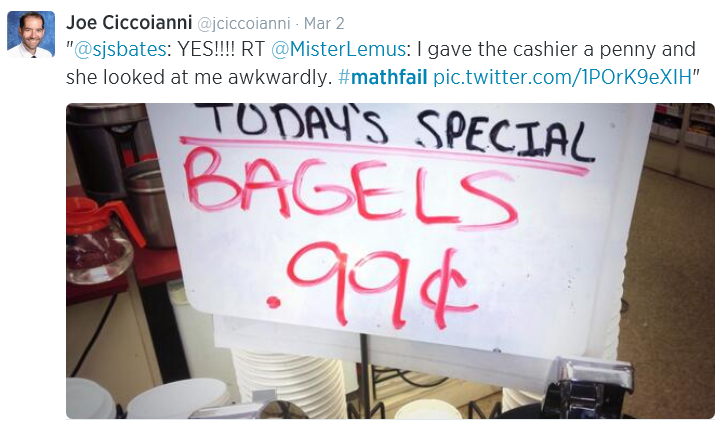 Joe Ciccoianni @jciccoianni · Mar 2
"@sjsbates: YES!!!! RT @MisterLemus: I gave the cashier a penny and
she looked at me awkwardly. #mathfail pic.twitter.com/1POrK9eXIH"
TODAY'S SPECIAL
BAGELS
.99¢